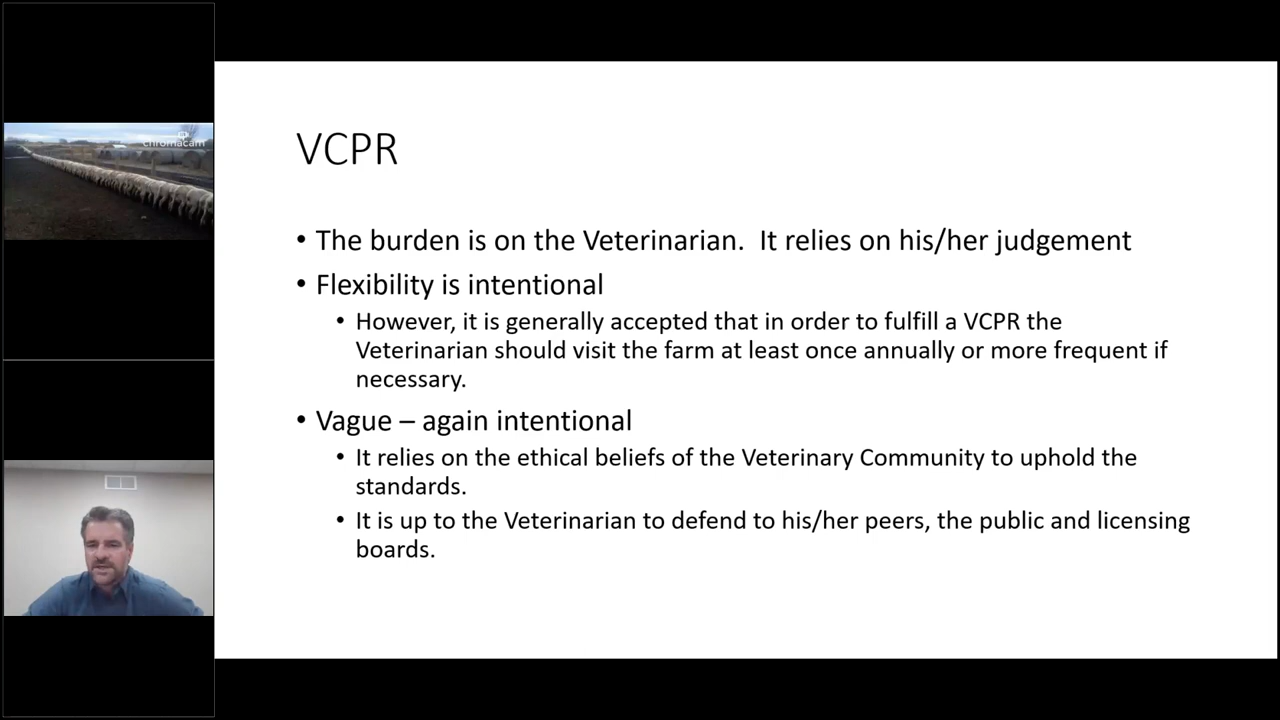 chromacam
VCPR
• The burden is on the Veterinarian.  It relies on his/her judgement
• Flexibility is intentional
• However, it is generally accepted that in order to fulfill a VCPR the
Veterinarian should visit the farm at least once annually or more frequent if
necessary.
• Vague – again intentional
• It relies on the ethical beliefs of the Veterinary Community to uphold the
standards.
• It is up to the Veterinarian to defend to his/her peers, the public and licensing
boards.